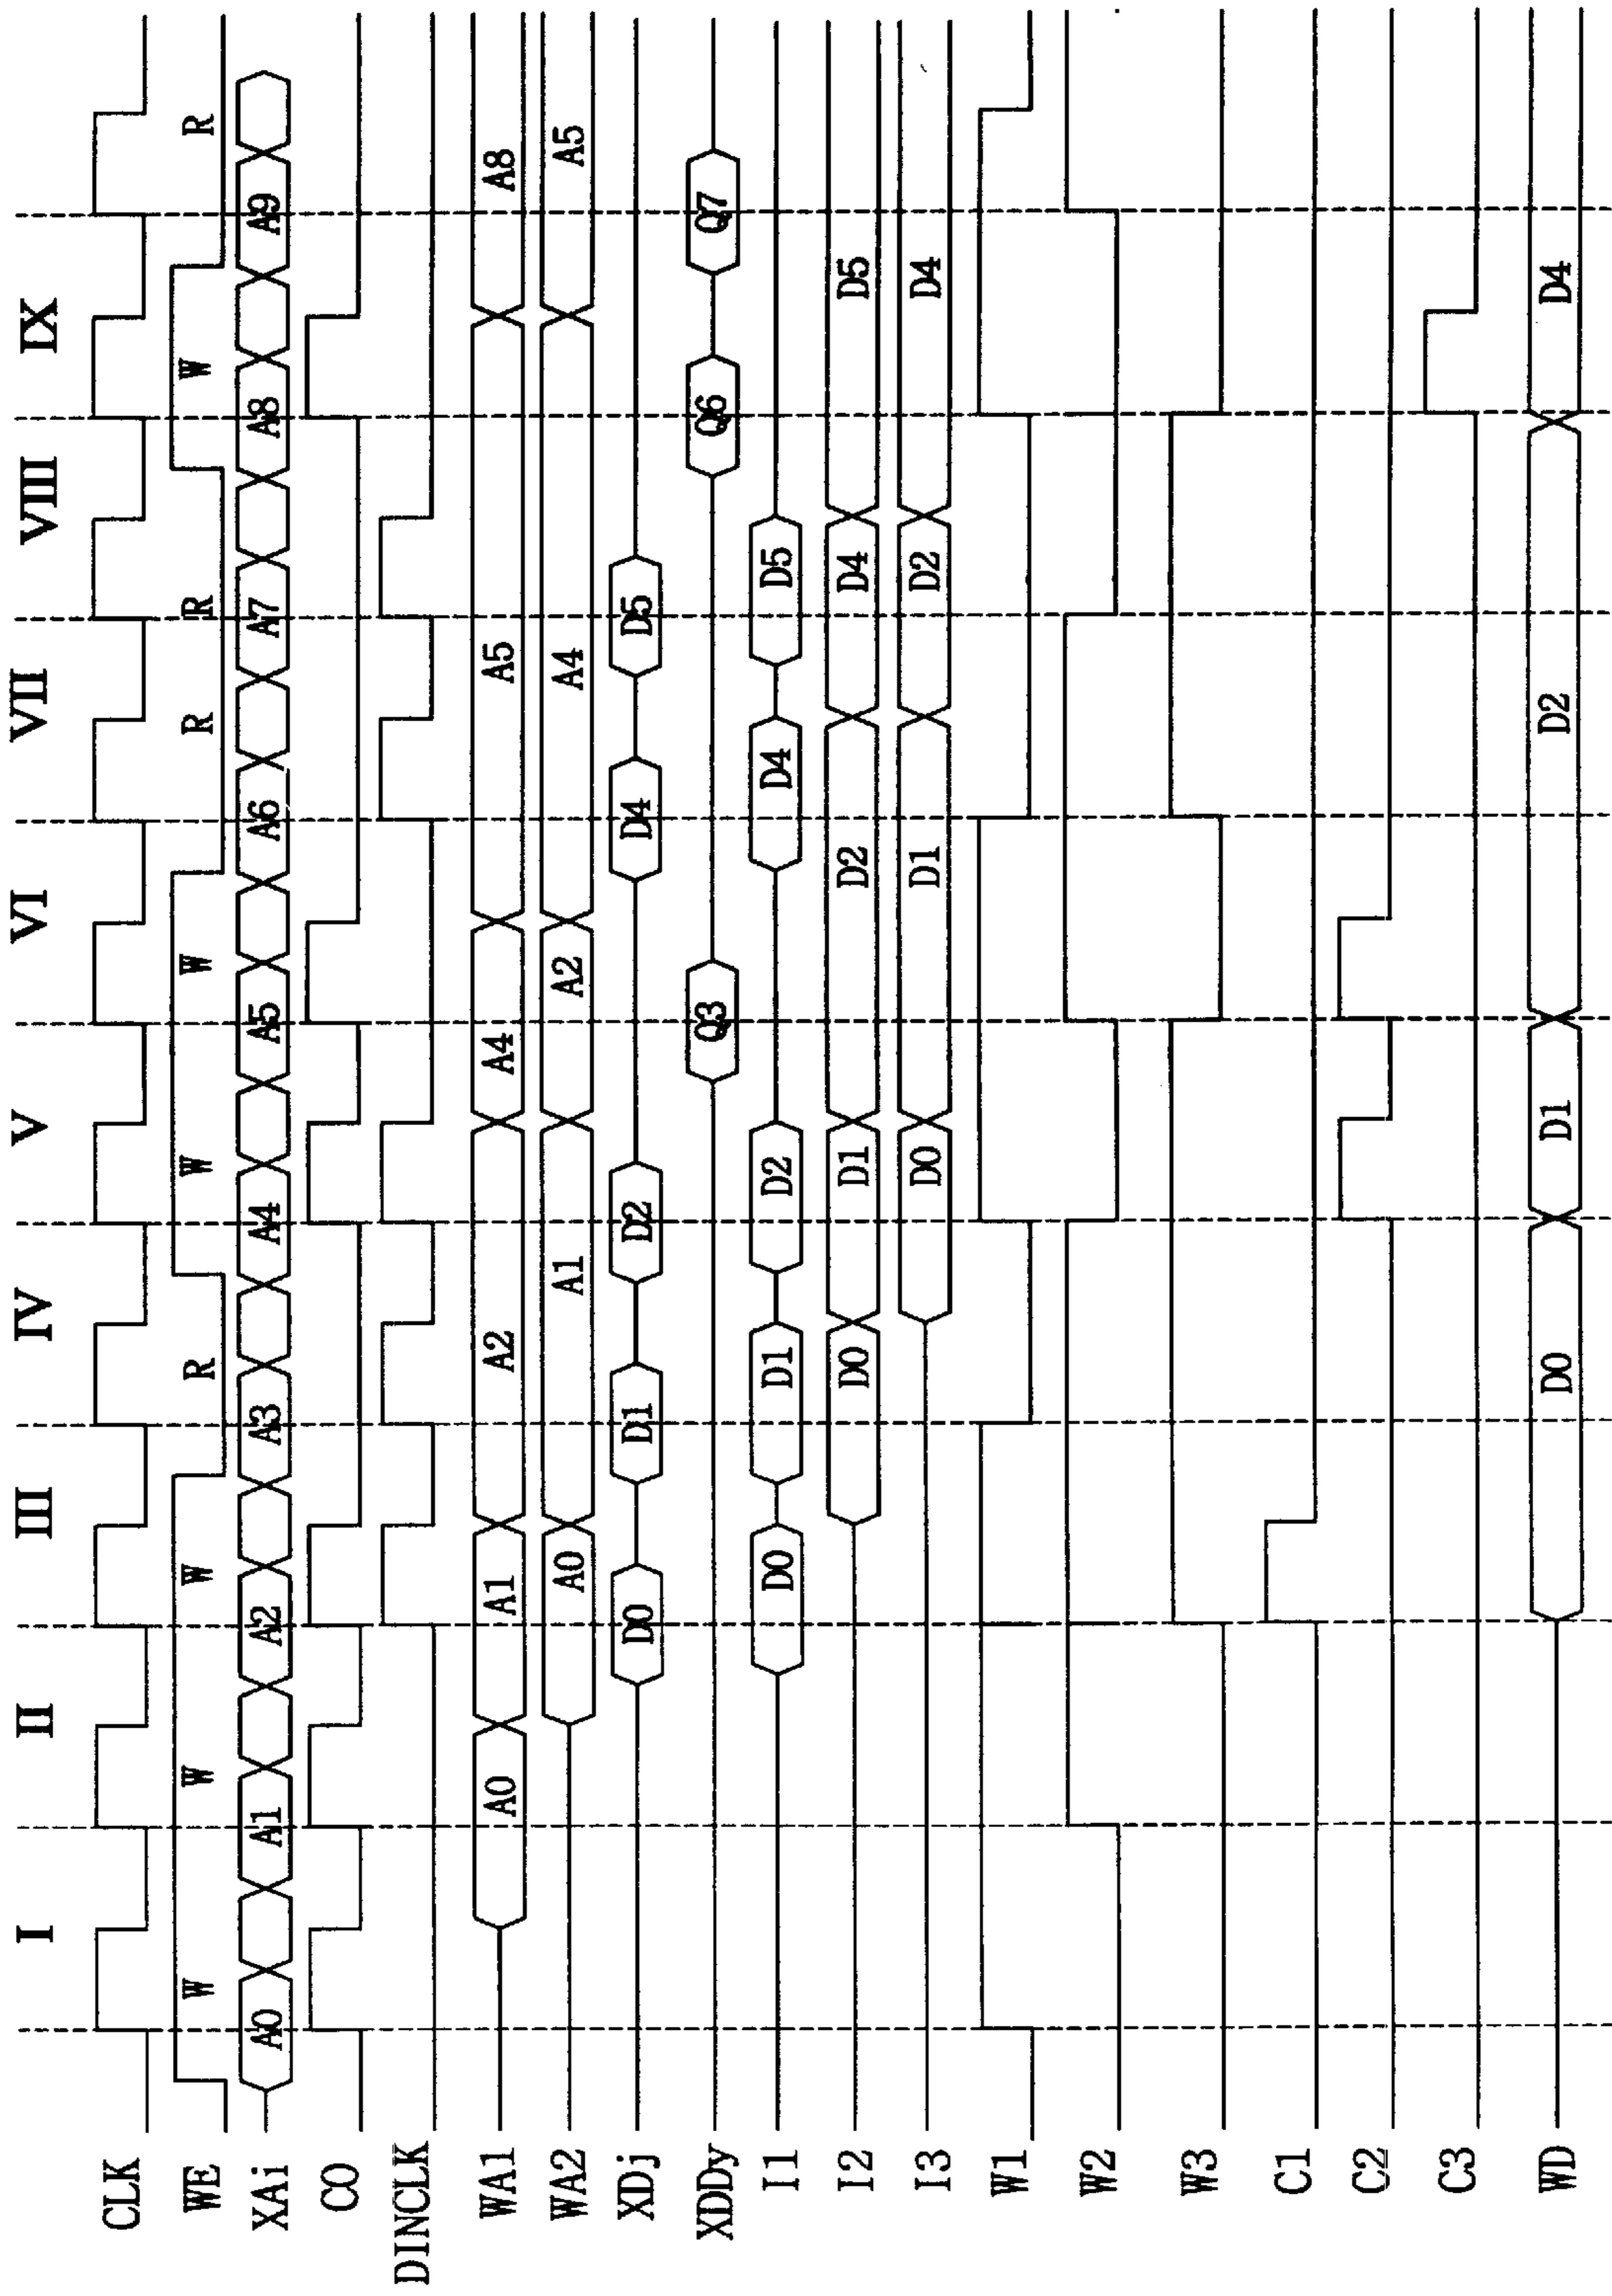 I II III IV V VI VII VIII IX
CLK
WE W W W R W W R R W R
XAi A0 A1 A2 A3 A4 A5 A6 A7 A8 A9
CO
DINCLK
WA1 A0 A1 A2 A4 A5 A8
WA2 A0 A1 A2 A4 A5
XDj D0 D1 D2 D4 D5
XDDy Q3 Q6 Q7
I1 D0 D1 D2 D4 D5
I2 D0 D1 D2 D4 D5
I3 D0 D1 D2 D4
W1
W2
W3
C1
C2
C3
WD D0 D1 D2 D4